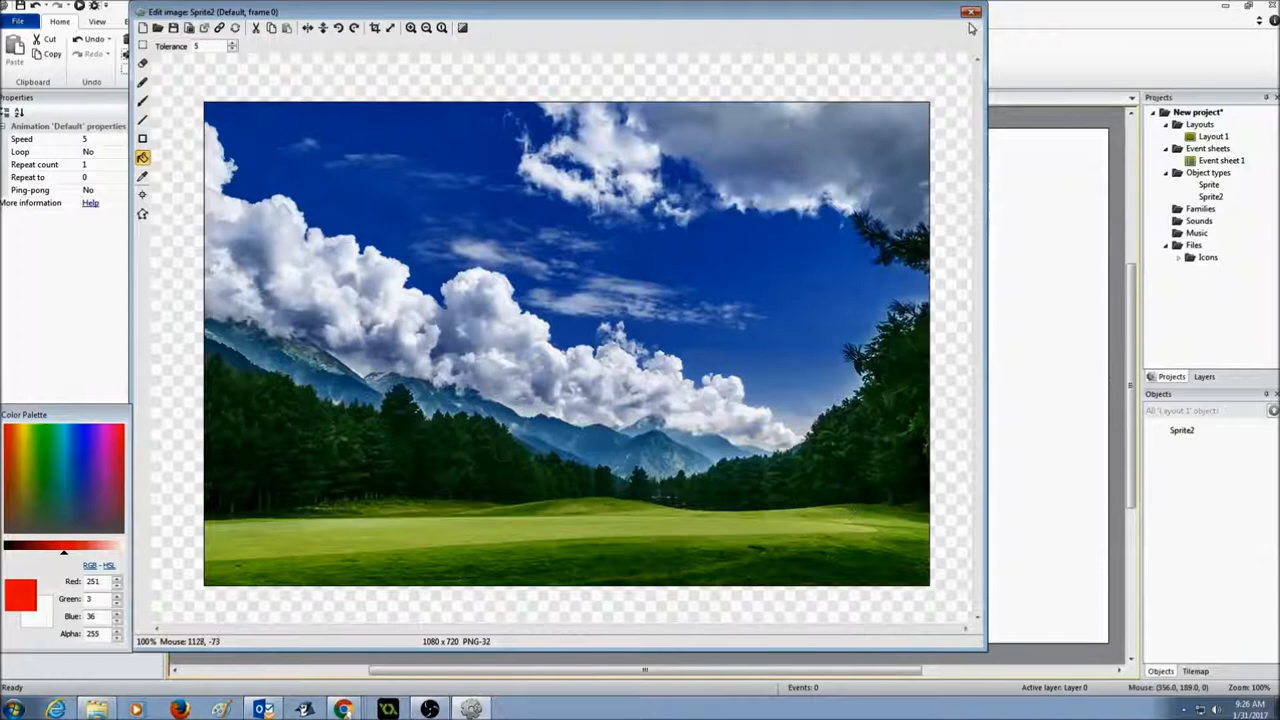 Edit image: Sprite2 (Default, frame 0)
File
Home
View
Cut
Copy
Paste
Undo
Redo
Clipboard
Undo
Tolerance 5
Properties
Animation 'Default' properties
Speed 5
Loop No
Repeat count 1
Repeat to 0
Ping-pong No
More information Help
Color Palette
RGB - HSL
Red: 251
Green: 3
Blue: 36
Alpha: 255
100% Mouse: 1128, -73
1080 x 720 PNG-32
Projects
New project*
Layouts
Layout 1
Event sheets
Event sheet 1
Object types
Sprite
Sprite2
Families
Sounds
Music
Files
Icons
Projects
Layers
Objects
All 'Layout 1' objects
Sprite2
Objects
Tilemap
Ready
Events: 0
Active layer: Layer 0
Mouse: (356.0, 189.0, 0)
Zoom: 100%
9:26 AM
1/31/2017